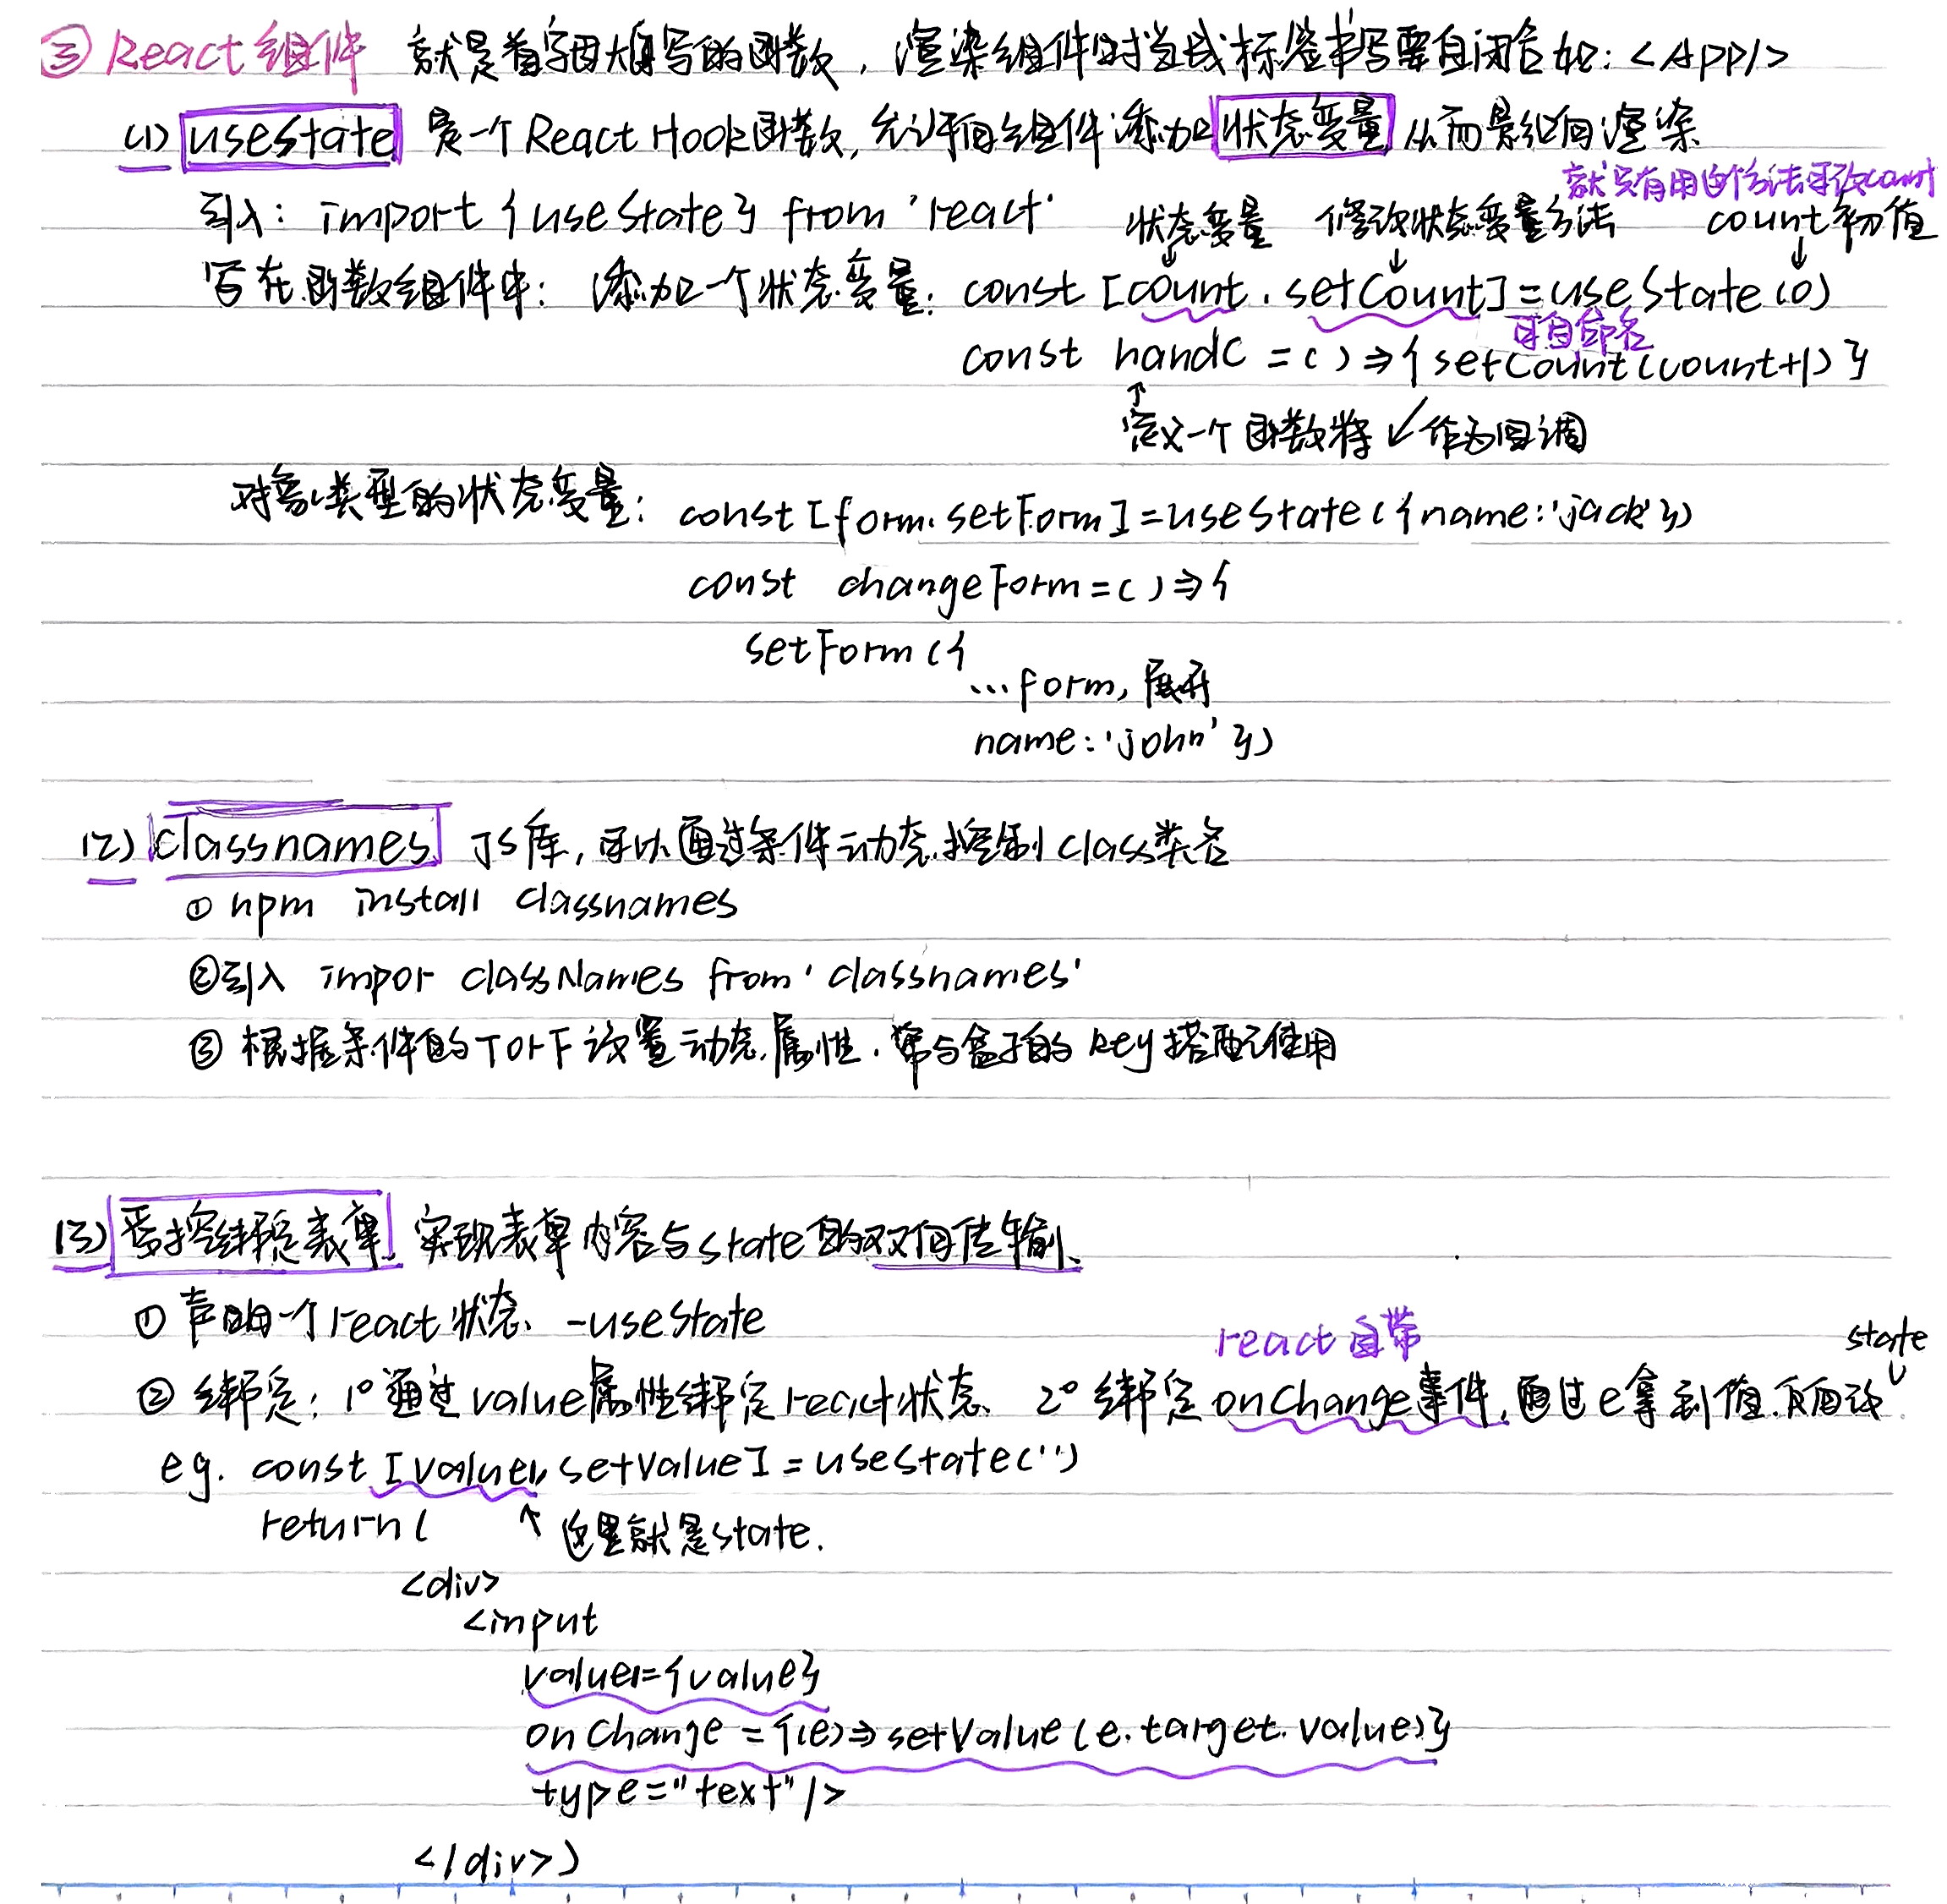 ③ React 组件 就是首字母大写的函数，渲染组件时当成标签书写要自闭合如：<App/>
(1) useState 是一个 React Hook 函数，允许向组件添加状态变量从而影响渲染
就只有用这个方法可改count
引入： import {useState} from 'react'
状态变量 修改状态变量方法 count初值
写在函数组件中： 添加一个状态变量： const [count, setCount]=useState(0)
可自命名
const handC = ()=>{setCount(count+1)}
↑ 定义一个函数将 ↙ 作为回调
对象类型的状态变量： const[form, setForm]=useState({name:'jack'})
const changeForm=()=>{
setForm({
...form, 展开
name:'john'})
(2) classnames JS库，可以通过条件动态控制class类名
① npm install classnames
②引入 impor classNames from 'classnames'
③ 根据条件的TorF设置动态属性，常与盒子的key搭配使用
(3) 受控绑定表单 实现表单内容与state的双向传输
① 声明一个react状态 -useState
react自带 state
② 绑定：1°通过value属性绑定react状态 2°绑定onChange事件，通过e拿到值反面
eg. const [value, setValue]=useState('')
return( ↑ 这里就是state.
<div>
<input
value={value}
onChange={(e)=>setValue(e.target.value)}
type="text"/>
</div>)